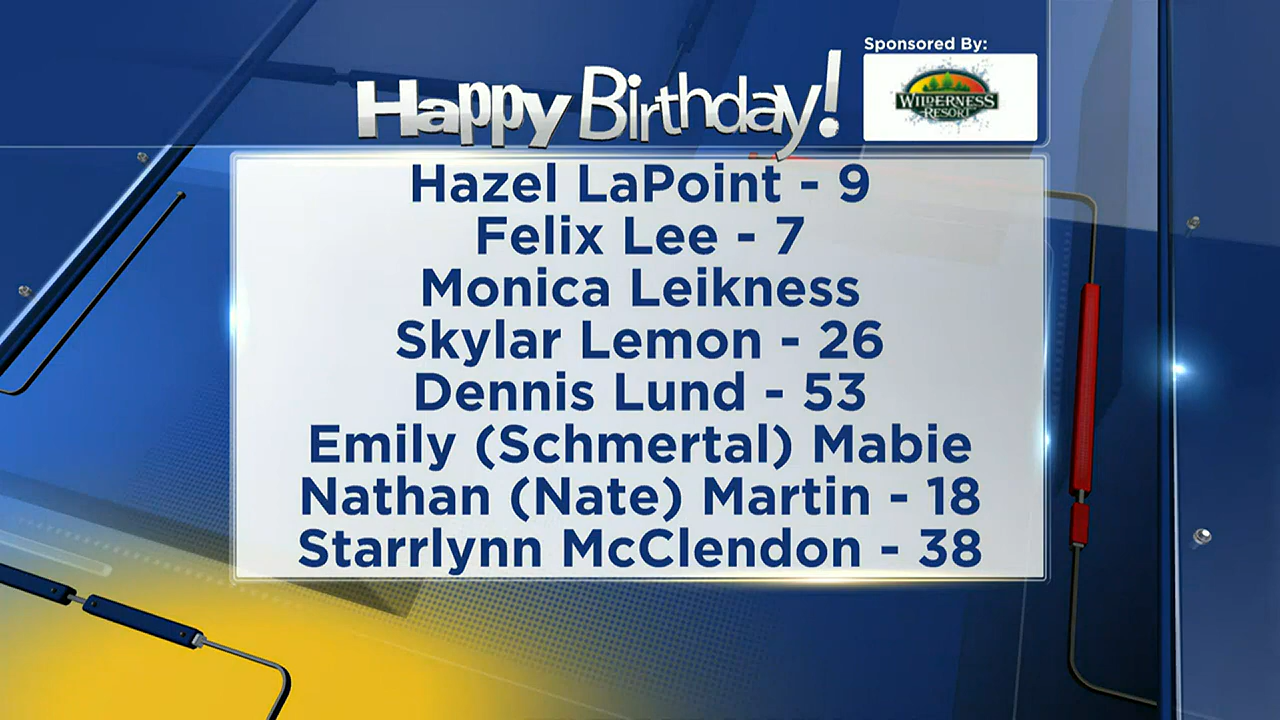 Sponsored By:
Happy Birthday!
WILDERNESS
RESORT
Hazel LaPoint - 9
Felix Lee - 7
Monica Leikness
Skylar Lemon - 26
Dennis Lund - 53
Emily (Schmertal) Mabie
Nathan (Nate) Martin - 18
Starrlynn McClendon - 38